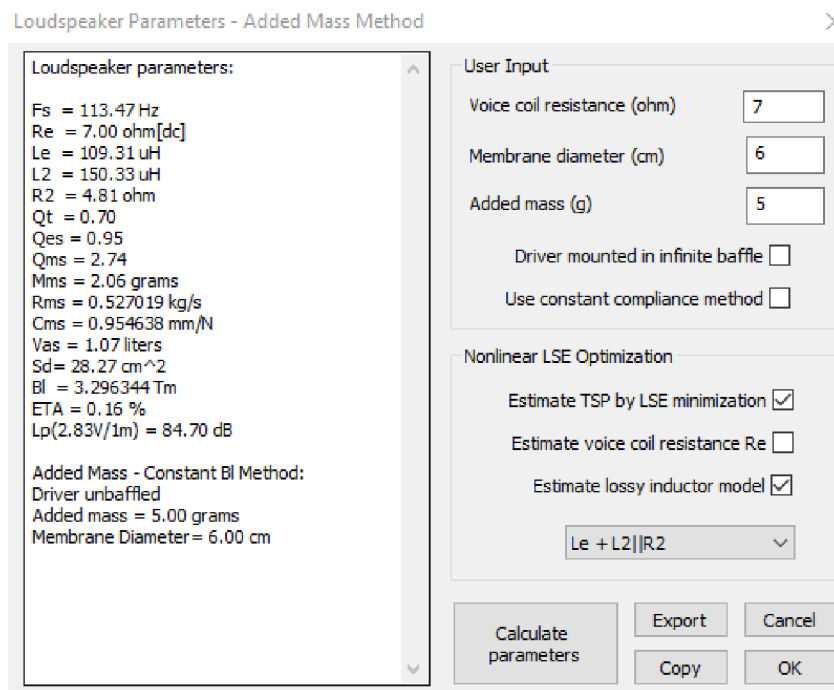 Loudspeaker Parameters - Added Mass Method
Loudspeaker parameters:
Fs = 113.47 Hz
Re = 7.00 ohm[dc]
Le = 109.31 uH
L2 = 150.33 uH
R2 = 4.81 ohm
Qt = 0.70
Qes = 0.95
Qms = 2.74
Mms = 2.06 grams
Rms = 0.527019 kg/s
Cms = 0.954638 mm/N
Vas = 1.07 liters
Sd= 28.27 cm^2
Bl = 3.296344 Tm
ETA = 0.16 %
Lp(2.83V/1m) = 84.70 dB
Added Mass - Constant Bl Method:
Driver unbaffled
Added mass = 5.00 grams
Membrane Diameter= 6.00 cm
User Input
Voice coil resistance (ohm) 7
Membrane diameter (cm) 6
Added mass (g) 5
Driver mounted in infinite baffle
Use constant compliance method
Nonlinear LSE Optimization
Estimate TSP by LSE minimization
Estimate voice coil resistance Re
Estimate lossy inductor model
Le + L2||R2
Calculate
parameters
Export Cancel
Copy OK